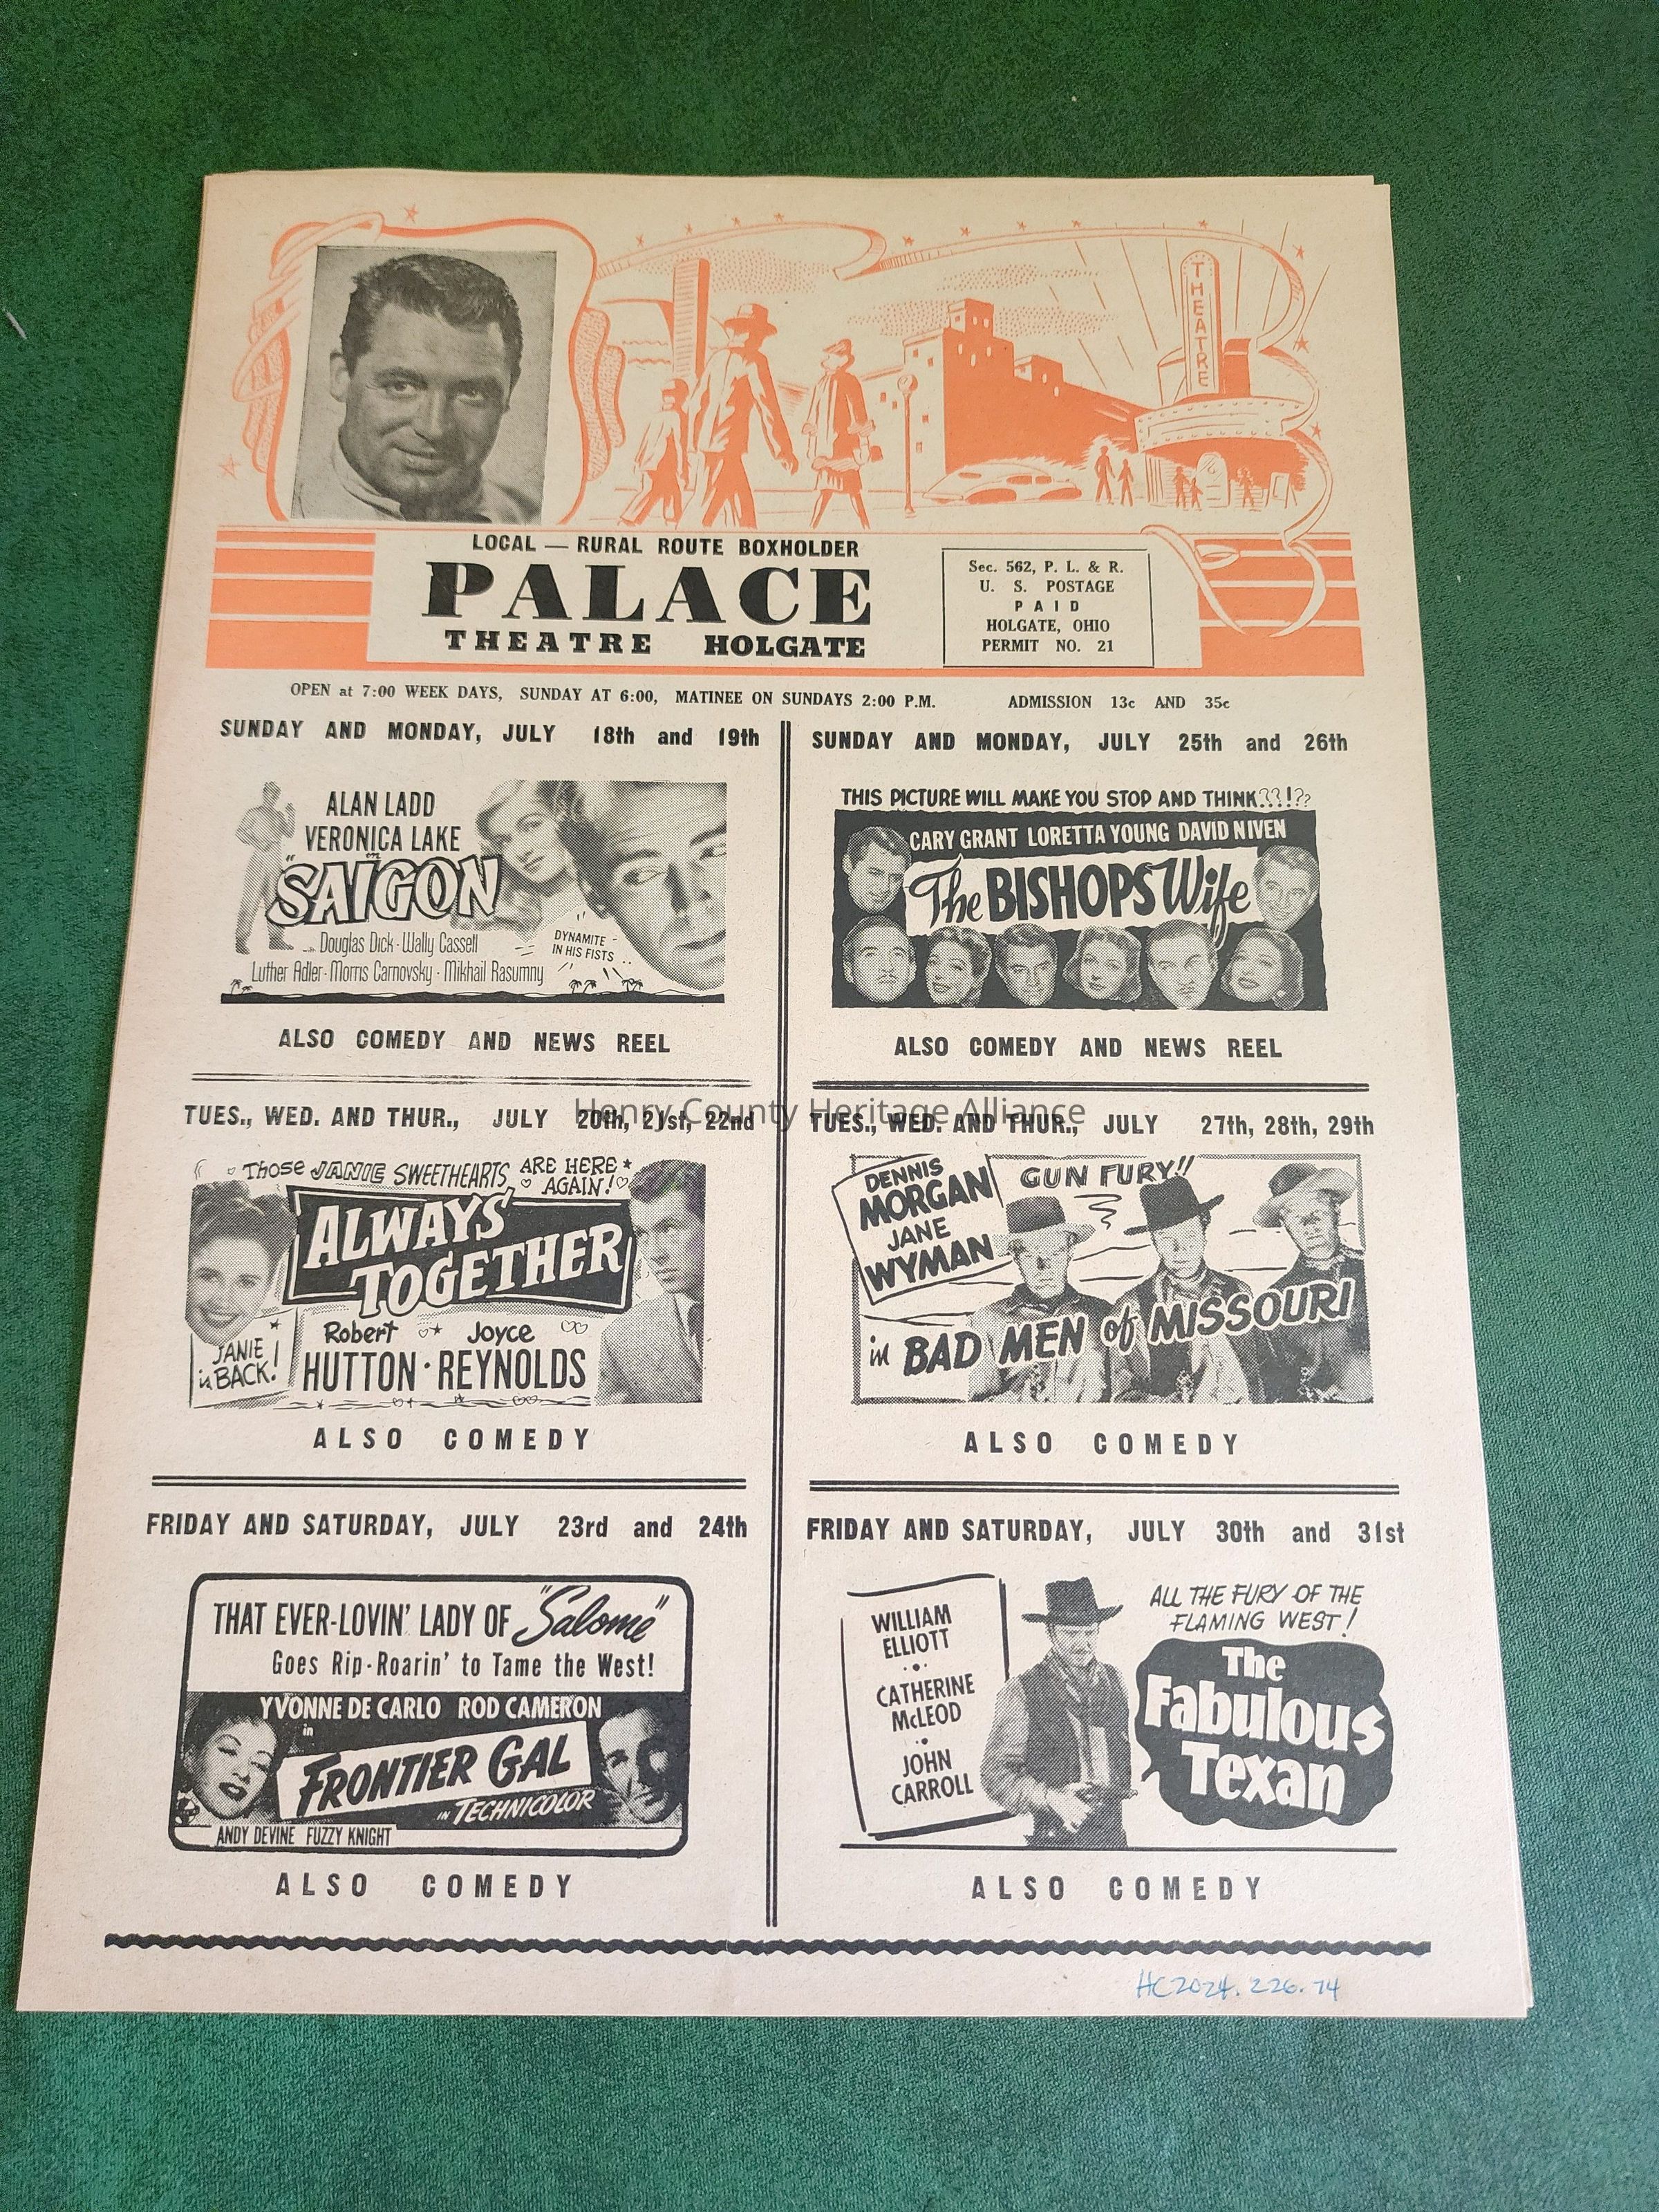 THEATRE
LOCAL — RURAL ROUTE BOXHOLDER
PALACE
THEATRE HOLGATE
Sec. 562, P. L. & R.
U. S. POSTAGE
PAID
HOLGATE, OHIO
PERMIT NO. 21
OPEN at 7:00 WEEK DAYS, SUNDAY AT 6:00, MATINEE ON SUNDAYS 2:00 P.M. ADMISSION 13c AND 35c
SUNDAY AND MONDAY, JULY 18th and 19th
ALAN LADD
VERONICA LAKE
in
"SAIGON
Douglas Dick · Wally Cassell
Luther Adler · Morris Carnovsky · Mikhail Rasumny
DYNAMITE -
IN HIS FISTS ..
ALSO COMEDY AND NEWS REEL
TUES., WED. AND THUR., JULY 20th, 21st, 22nd
Those JANIE SWEETHEARTS ARE HERE
AGAIN!
ALWAYS
TOGETHER
JANIE
is BACK!
Robert Joyce
HUTTON · REYNOLDS
ALSO COMEDY
FRIDAY AND SATURDAY, JULY 23rd and 24th
THAT EVER-LOVIN' LADY OF "Salome"
Goes Rip-Roarin' to Tame the West!
YVONNE DE CARLO ROD CAMERON
in
FRONTIER GAL
IN TECHNICOLOR
ANDY DEVINE FUZZY KNIGHT
ALSO COMEDY
SUNDAY AND MONDAY, JULY 25th and 26th
THIS PICTURE WILL MAKE YOU STOP AND THINK??!??
CARY GRANT LORETTA YOUNG DAVID NIVEN
The BISHOPS Wife
ALSO COMEDY AND NEWS REEL
TUES., WED. AND THUR., JULY 27th, 28th, 29th
DENNIS
MORGAN
JANE
WYMAN
GUN FURY!!
in BAD MEN of MISSOURI
ALSO COMEDY
FRIDAY AND SATURDAY, JULY 30th and 31st
WILLIAM
ELLIOTT
CATHERINE
McLEOD
JOHN
CARROLL
ALL THE FURY OF THE
FLAMING WEST!
The
Fabulous
Texan
ALSO COMEDY
HC2024.226.74
Henry County Heritage Alliance